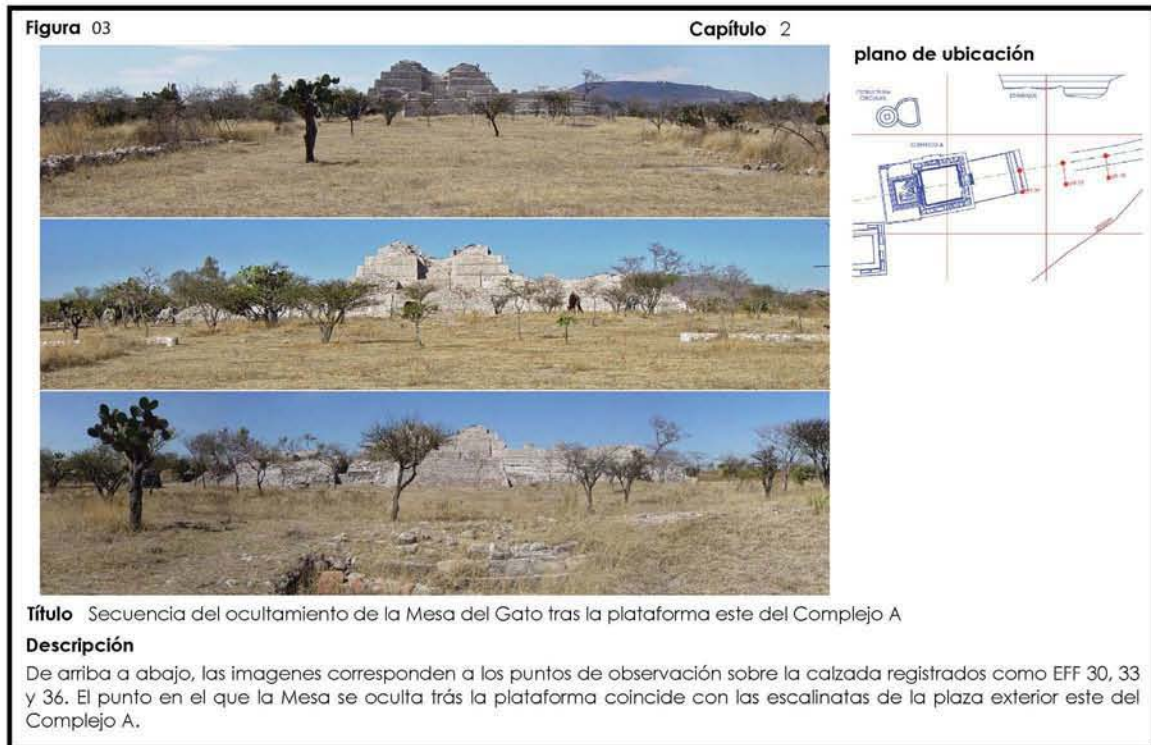 Figura 03
Capítulo 2
plano de ubicación
Título Secuencia del ocultamiento de la Mesa del Gato tras la plataforma este del Complejo A
Descripción
De arriba a abajo, las imagenes corresponden a los puntos de observación sobre la calzada registrados como EFF 30, 33
y 36. El punto en el que la Mesa se oculta trás la plataforma coincide con las escalinatas de la plaza exterior este del
Complejo A.